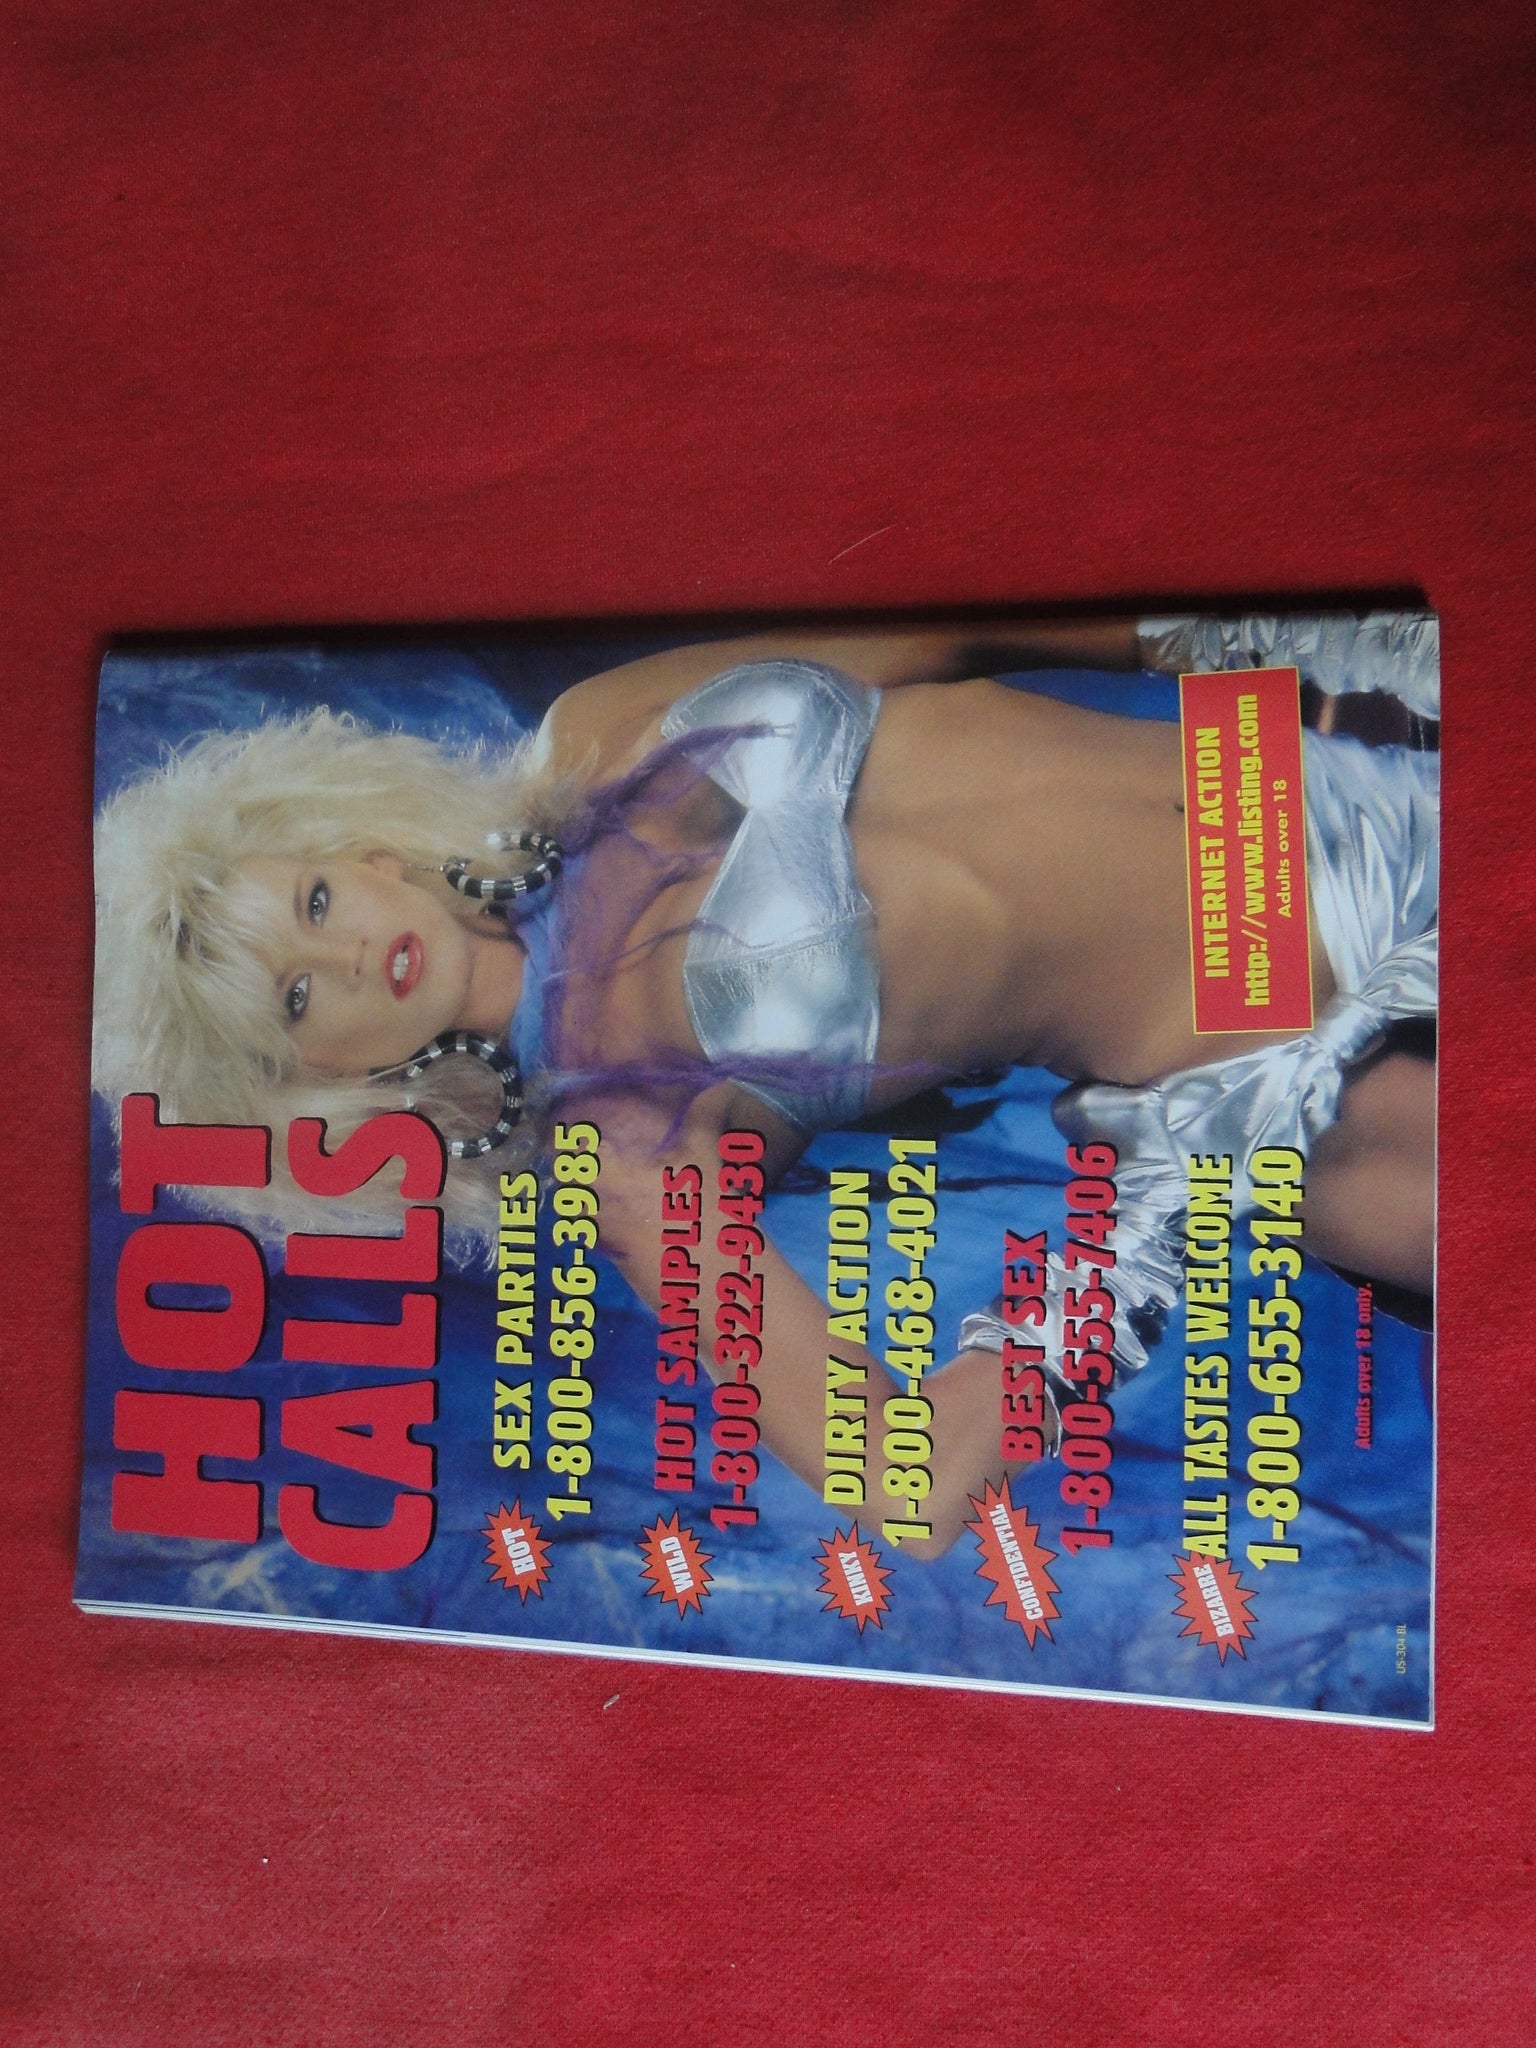 HOT
CALLS
HOT
SEX PARTIES
1-800-856-3985
WILD
HOT SAMPLES
1-800-322-9430
KINKY
DIRTY ACTION
1-800-468-4021
CONFIDENTIAL
BEST SEX
1-800-555-7406
BIZARRE
ALL TASTES WELCOME
1-800-655-3140
INTERNET ACTION
http://www.listing.com
Adults over 18
Adults over 18 only.
US-304 BL